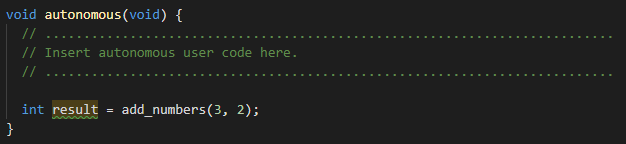 void autonomous(void) {
// ..........................................................................
// Insert autonomous user code here.
// ..........................................................................
int result = add_numbers(3, 2);
}